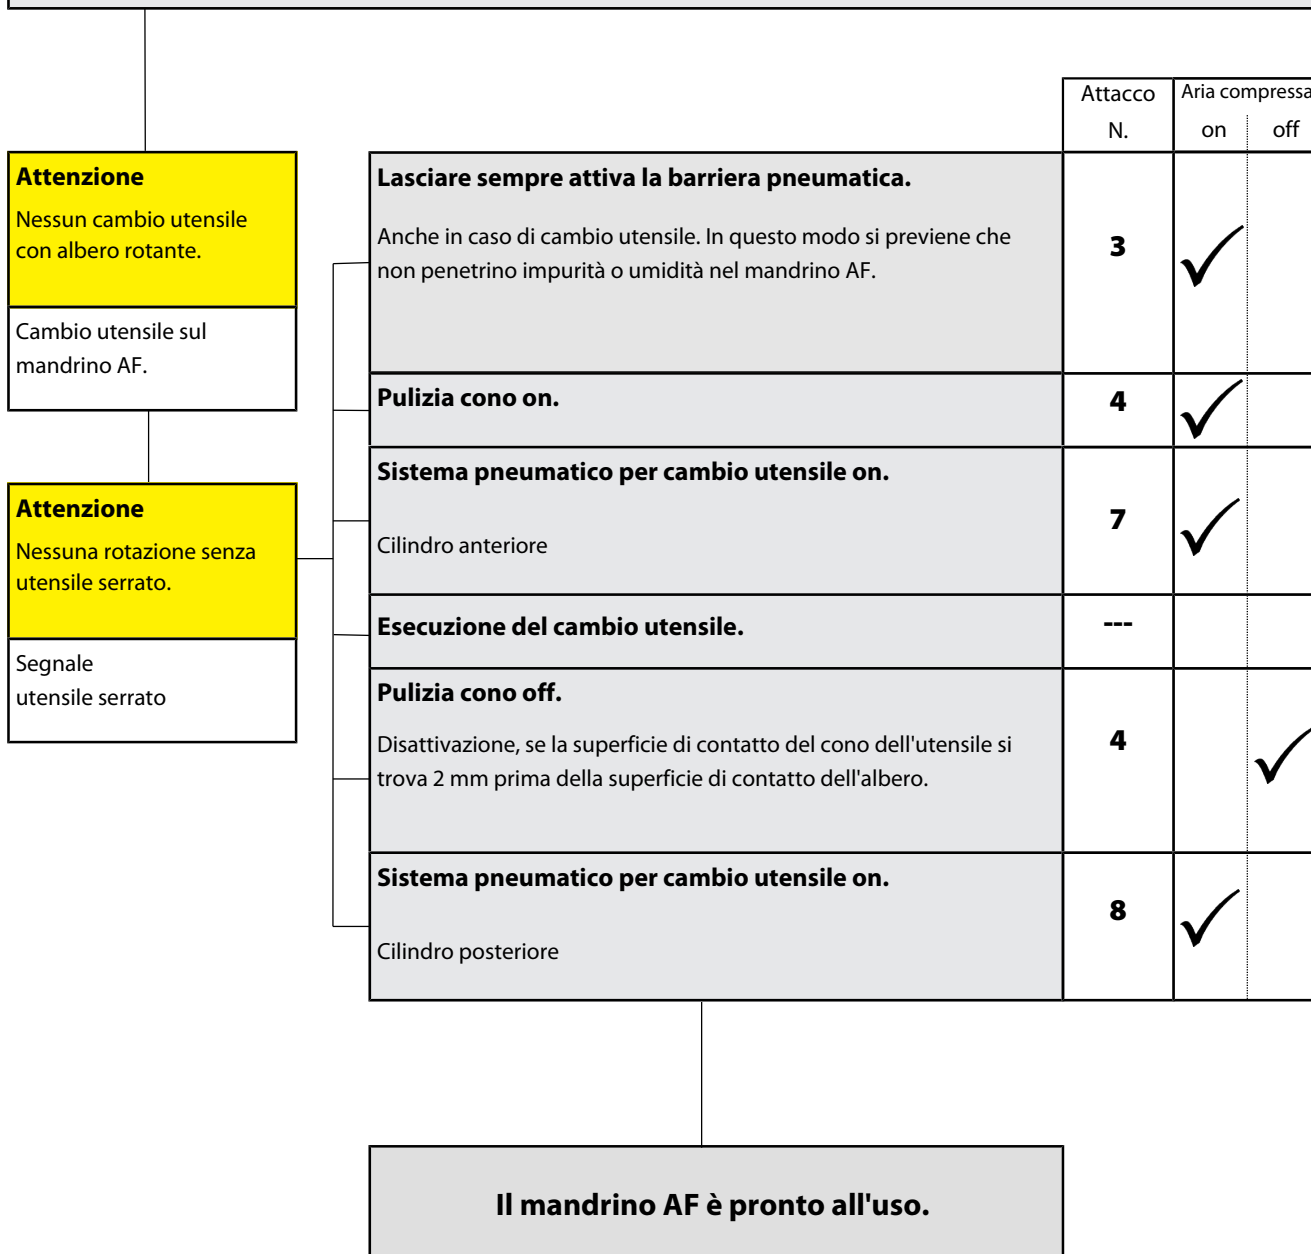 Attacco
N.
Aria compressa
on off
Attenzione
Nessun cambio utensile
con albero rotante.
Cambio utensile sul
mandrino AF.
Attenzione
Nessuna rotazione senza
utensile serrato.
Segnale
utensile serrato
Lasciare sempre attiva la barriera pneumatica.
Anche in caso di cambio utensile. In questo modo si previene che
non penetrino impurità o umidità nel mandrino AF.
3
Pulizia cono on.
4
Sistema pneumatico per cambio utensile on.
Cilindro anteriore
7
Esecuzione del cambio utensile.
---
Pulizia cono off.
Disattivazione, se la superficie di contatto del cono dell'utensile si
trova 2 mm prima della superficie di contatto dell'albero.
4
Sistema pneumatico per cambio utensile on.
Cilindro posteriore
8
Il mandrino AF è pronto all'uso.